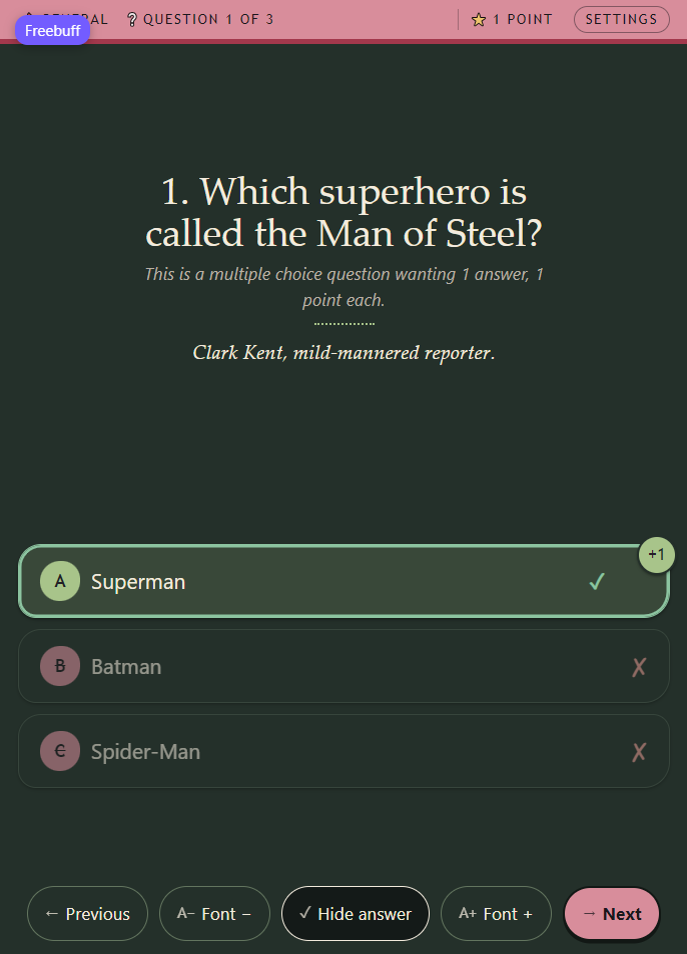 QUESTION 1 OF 3
1 POINT
SETTINGS
Freebuff
1. Which superhero is
called the Man of Steel?
This is a multiple choice question wanting 1 answer, 1
point each.
Clark Kent, mild-mannered reporter.
+1
A Superman ✓
B Batman ✗
C Spider-Man ✗
← Previous
A− Font −
✓ Hide answer
A+ Font +
→ Next